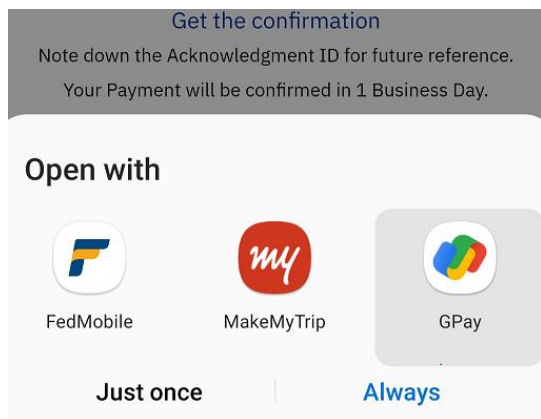 Get the confirmation
Note down the Acknowledgment ID for future reference.
Your Payment will be confirmed in 1 Business Day.
Open with
my
FedMobile MakeMyTrip GPay
Just once Always